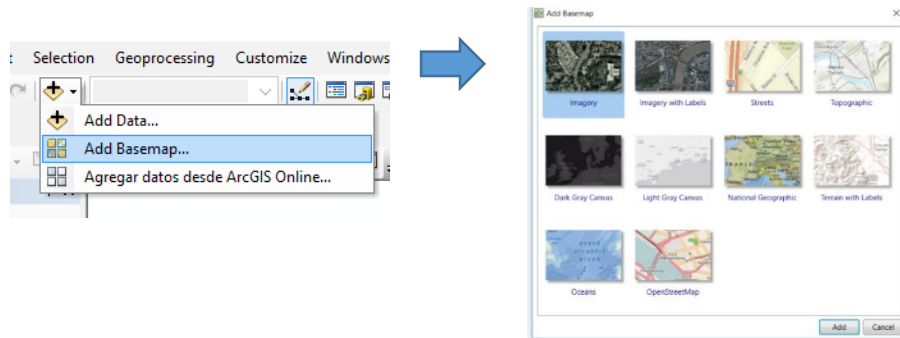 Selection Geoprocessing Customize Windows
Add Data...
Add Basemap...
Agregar datos desde ArcGIS Online...
Add Basemap
Imagery Imagery with Labels Streets Topographic
Dark Gray Canvas Light Gray Canvas National Geographic Terrain with Labels
Oceans OpenStreetMap
Add Cancel